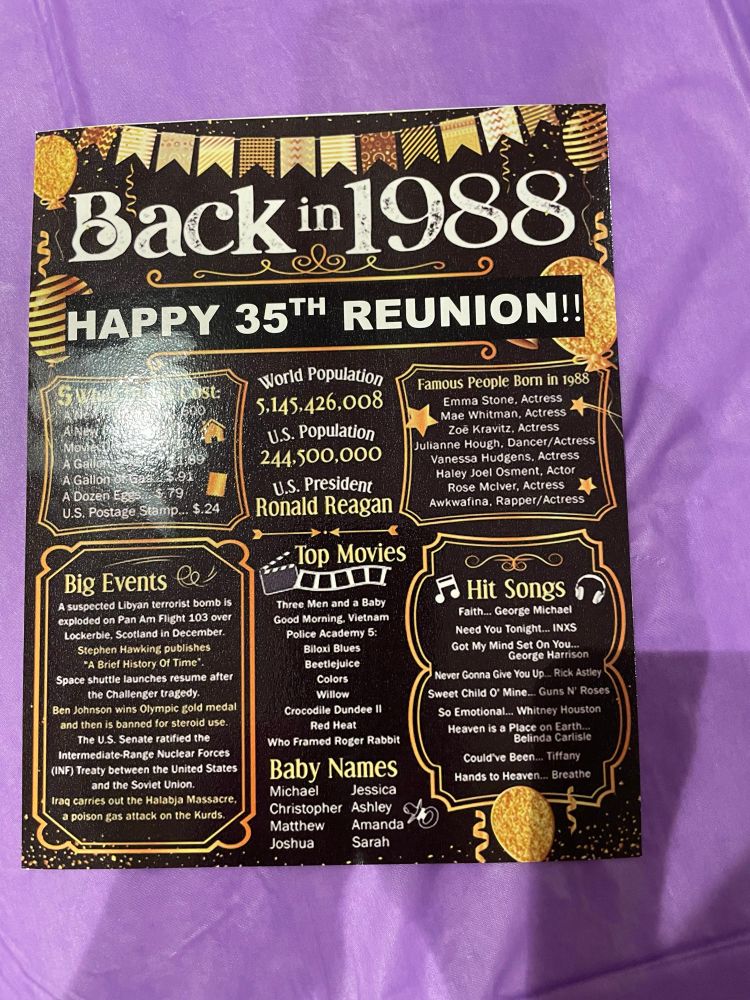 Back in 1988
HAPPY 35TH REUNION!!
Cost:
A Gallon of Gas... $.91
A Dozen Eggs... $.79
U.S. Postage Stamp... $.24
World Population
5,145,426,008
U.S. Population
244,500,000
U.S. President
Ronald Reagan
Famous People Born in 1988
Emma Stone, Actress
Mae Whitman, Actress
Zoë Kravitz, Actress
Julianne Hough, Dancer/Actress
Vanessa Hudgens, Actress
Haley Joel Osment, Actor
Rose McIver, Actress
Awkwafina, Rapper/Actress
Big Events
A suspected Libyan terrorist bomb is
exploded on Pan Am Flight 103 over
Lockerbie, Scotland in December.
Stephen Hawking publishes
"A Brief History Of Time".
Space shuttle launches resume after
the Challenger tragedy.
Ben Johnson wins Olympic gold medal
and then is banned for steroid use.
The U.S. Senate ratified the
Intermediate-Range Nuclear Forces
(INF) Treaty between the United States
and the Soviet Union.
Iraq carries out the Halabja Massacre,
a poison gas attack on the Kurds.
Top Movies
Three Men and a Baby
Good Morning, Vietnam
Police Academy 5:
Biloxi Blues
Beetlejuice
Colors
Willow
Crocodile Dundee II
Red Heat
Who Framed Roger Rabbit
Baby Names
Michael Jessica
Christopher Ashley
Matthew Amanda
Joshua Sarah
Hit Songs
Faith... George Michael
Need You Tonight... INXS
Got My Mind Set On You...
George Harrison
Never Gonna Give You Up... Rick Astley
Sweet Child O' Mine... Guns N' Roses
So Emotional... Whitney Houston
Heaven is a Place on Earth...
Belinda Carlisle
Could've Been... Tiffany
Hands to Heaven... Breathe